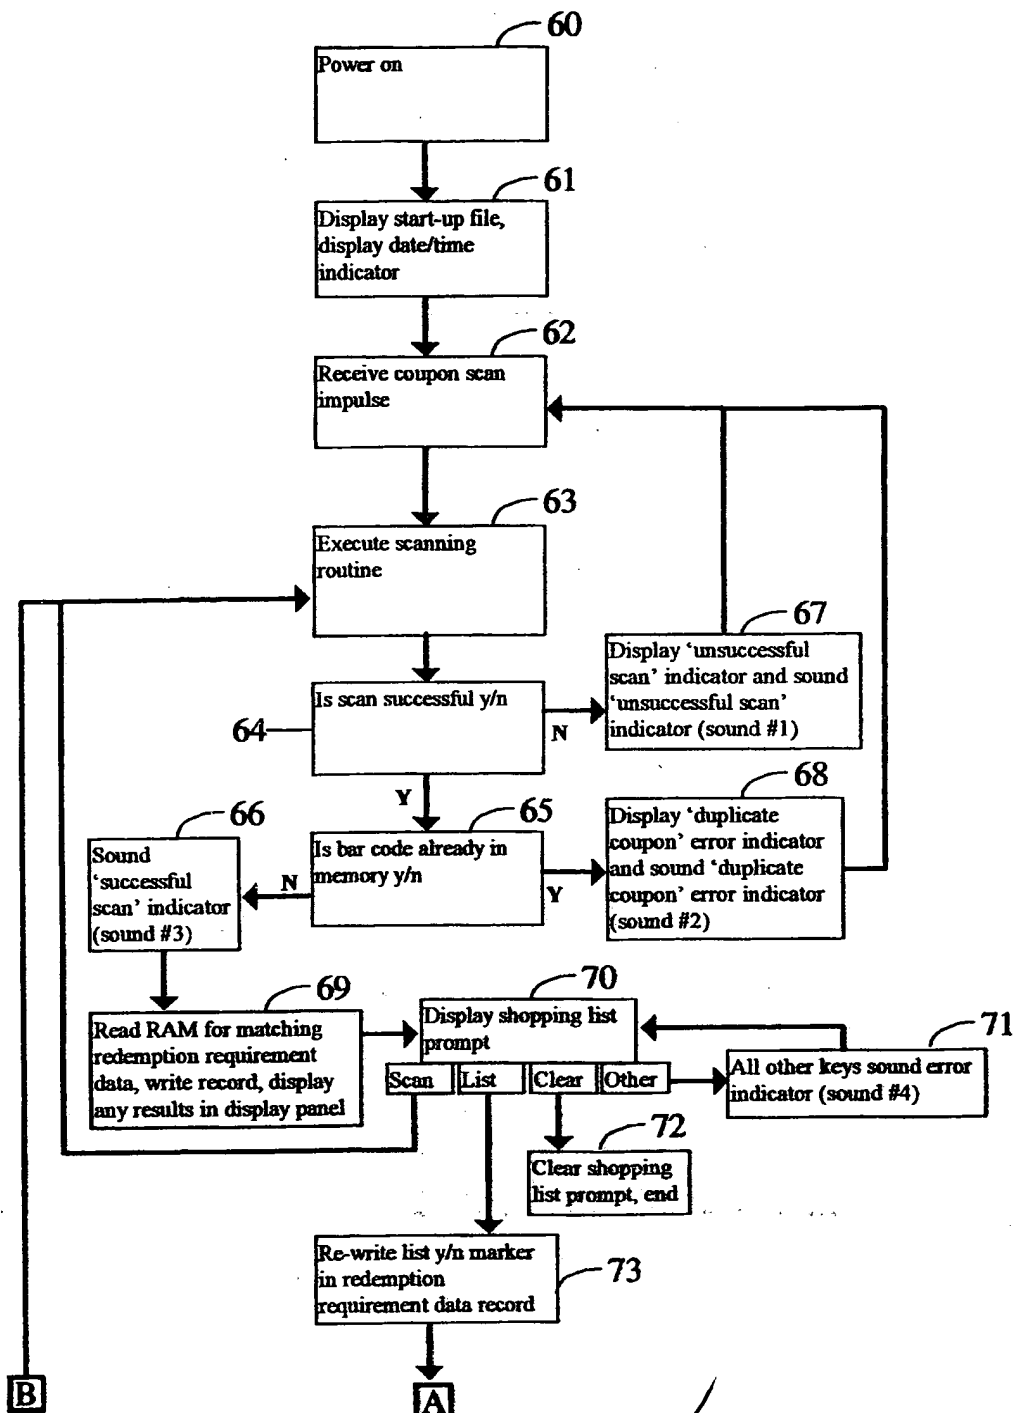 60
Power on
61
Display start-up file,
display date/time
indicator
62
Receive coupon scan
impulse
63
Execute scanning
routine
67
Display ‘unsuccessful
scan’ indicator and sound
‘unsuccessful scan’
indicator (sound #1)
64
Is scan successful y/n
N
Y
65
Is bar code already in
memory y/n
N
Y
68
Display ‘duplicate
coupon’ error indicator
and sound ‘duplicate
coupon’ error indicator
(sound #2)
66
Sound
‘successful
scan’ indicator
(sound #3)
69
Read RAM for matching
redemption requirement
data, write record, display
any results in display panel
70
Display shopping list
prompt
Scan List Clear Other
71
All other keys sound error
indicator (sound #4)
72
Clear shopping
list prompt, end
73
Re-write list y/n marker
in redemption
requirement data record
B
A